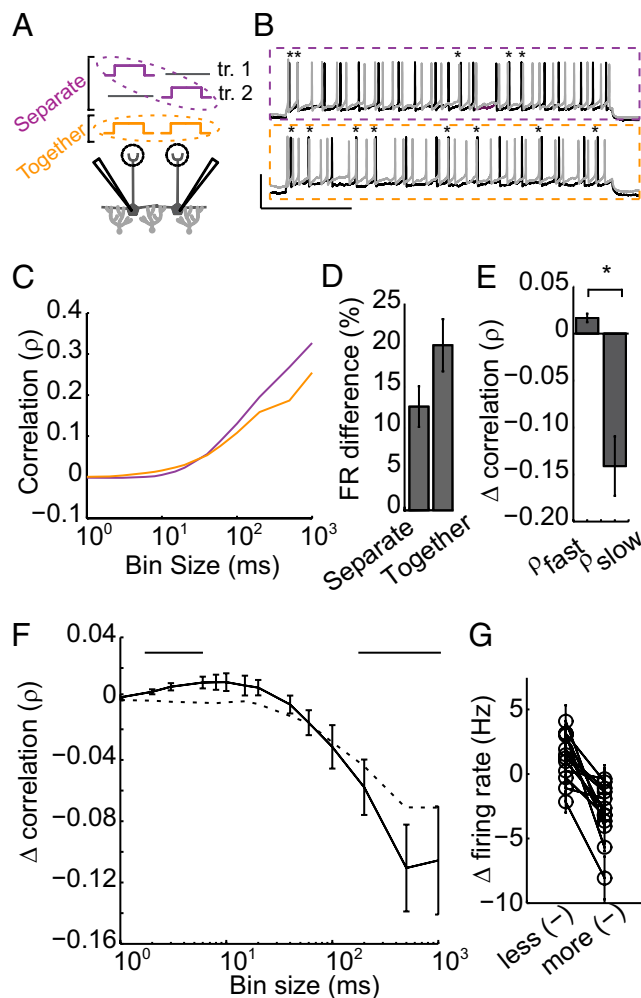 A
Separate
tr. 1
tr. 2
Together
B
** * * *
* * * * * * * *
C
Correlation (ρ)
0.4
0.3
0.2
0.1
0
−0.1
10⁰ 10¹ 10² 10³
Bin Size (ms)
D
FR difference (%)
25
20
15
10
5
0
Separate
Together
E
Δ correlation (ρ)
*
0.05
0
−0.05
−0.10
−0.15
−0.20
ρfast
ρslow
F
Δ correlation (ρ)
0.04
0
−0.04
−0.08
−0.12
−0.16
10⁰ 10¹ 10² 10³
Bin size (ms)
G
Δ firing rate (Hz)
5
0
−5
−10
less (−)
more (−)